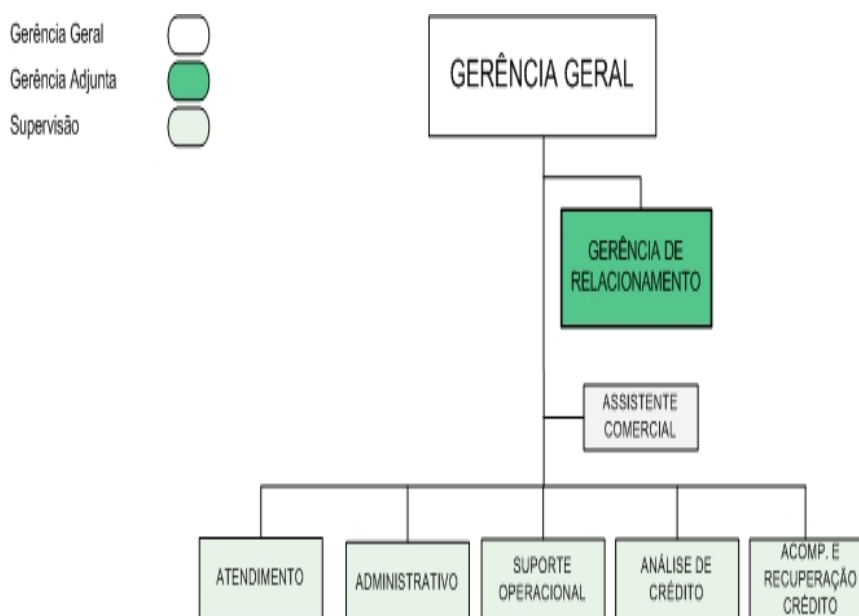 Gerência Geral
Gerência Adjunta
Supervisão
GERÊNCIA GERAL
GERÊNCIA DE
RELACIONAMENTO
ASSISTENTE
COMERCIAL
ATENDIMENTO
ADMINISTRATIVO
SUPORTE
OPERACIONAL
ANÁLISE DE
CRÉDITO
ACOMP. E
RECUPERAÇÃO
CRÉDITO